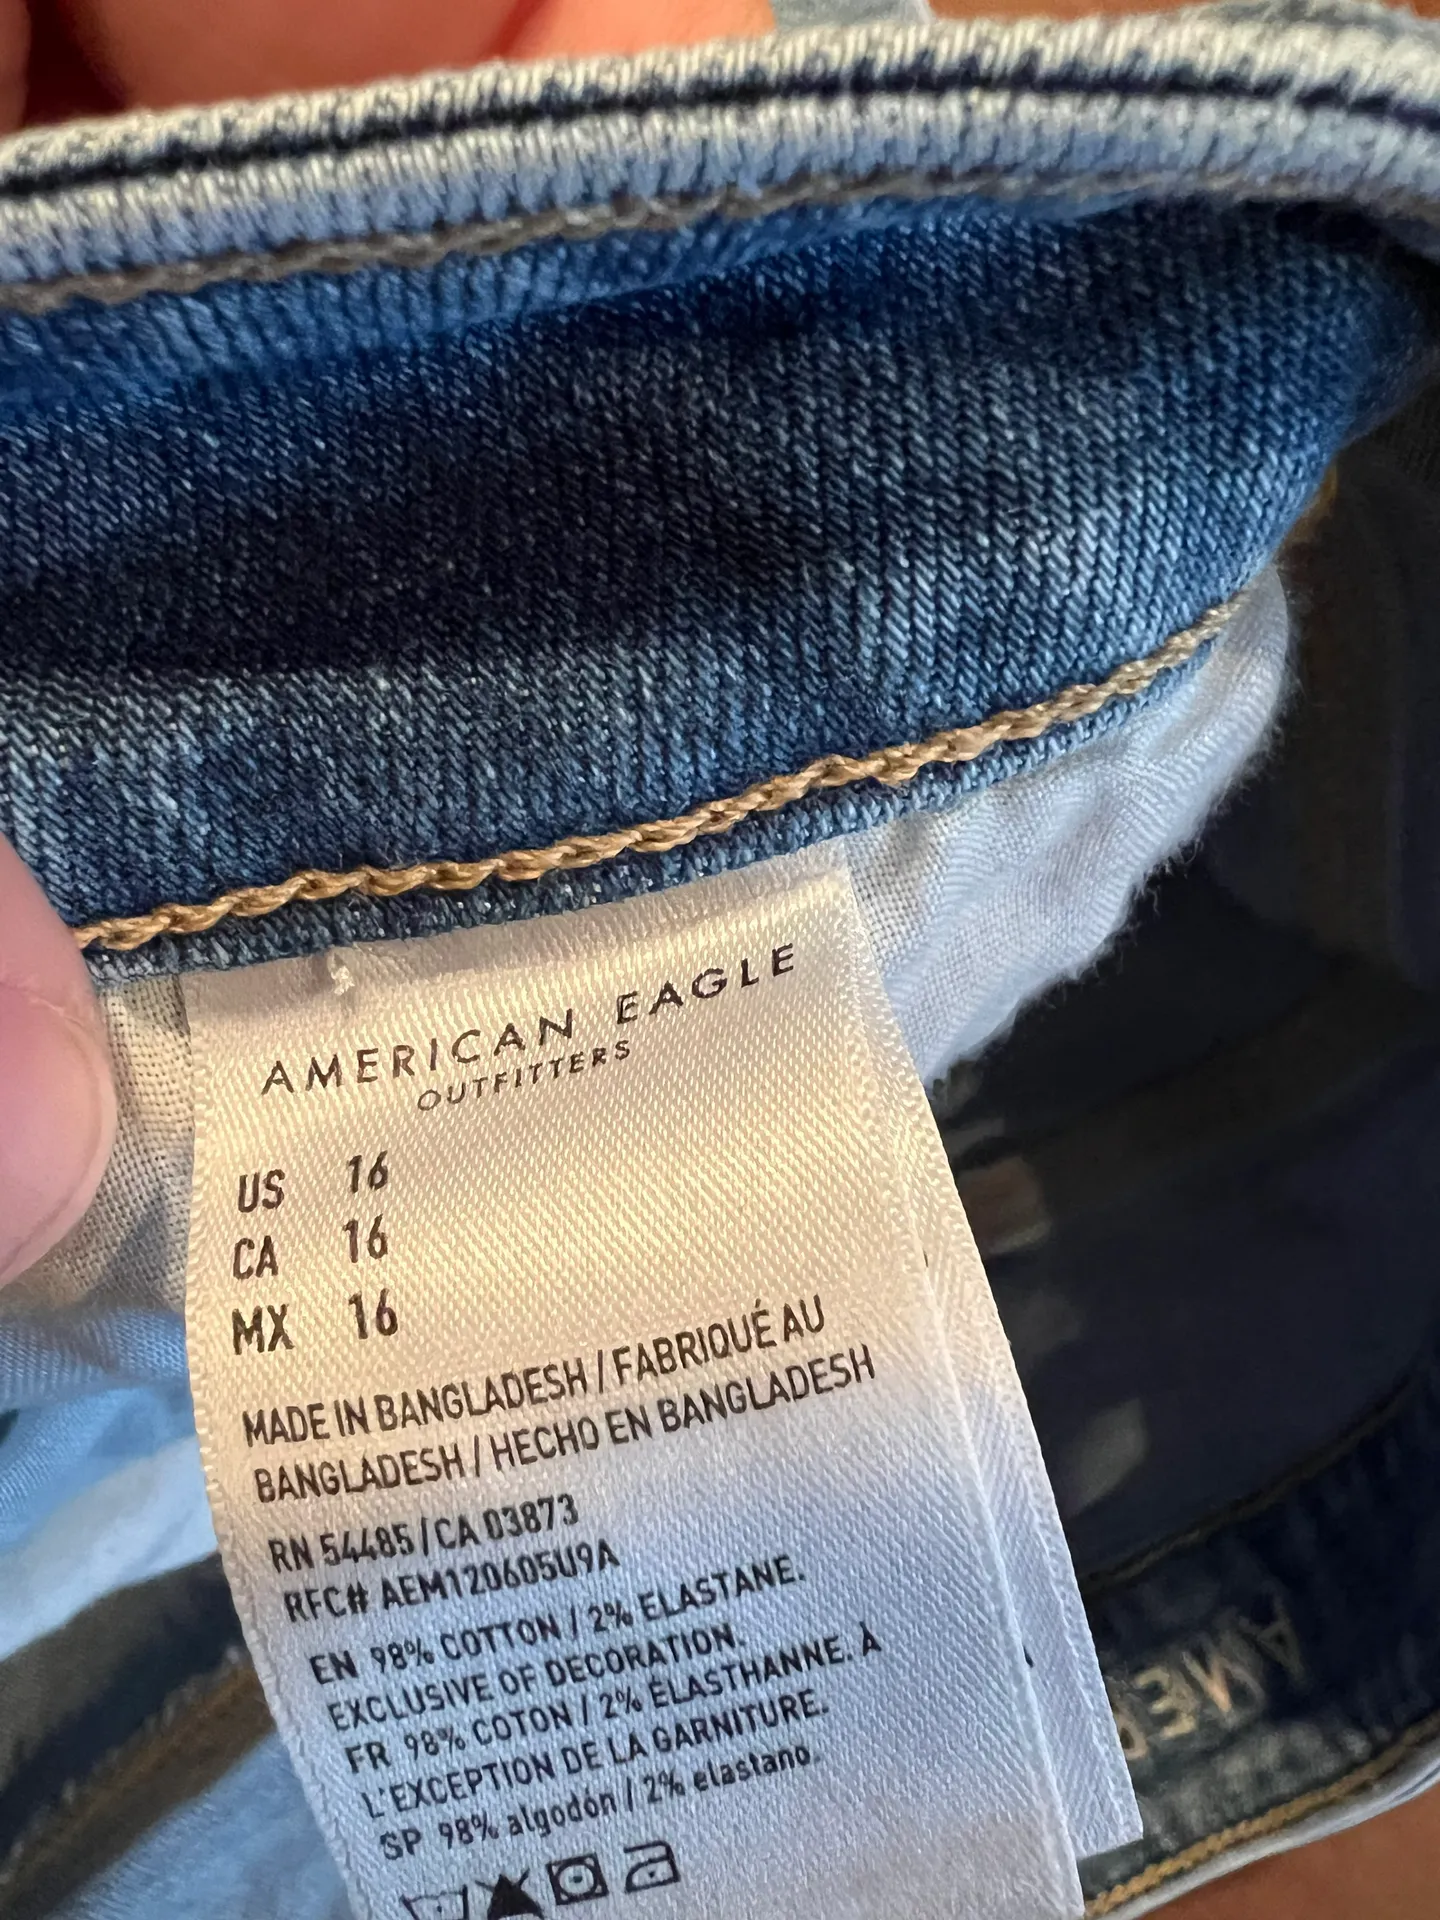 AMERICAN EAGLE
OUTFITTERS
US 16
CA 16
MX 16
MADE IN BANGLADESH / FABRIQUÉ AU
BANGLADESH / HECHO EN BANGLADESH
RN 54485 / CA 03873
RFC# AEM120605U9A
EN 98% COTTON / 2% ELASTANE.
EXCLUSIVE OF DECORATION.
FR 98% COTON / 2% ÉLASTHANNE. À
L'EXCEPTION DE LA GARNITURE.
SP 98% algodón / 2% elastano.